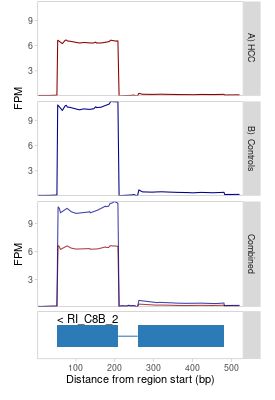 9
6
3
A) HCC
FPM
9
6
3
B) Controls
9
6
3
Combined
FPM
< RI_C8B_2
100 200 300 400 500
Distance from region start (bp)